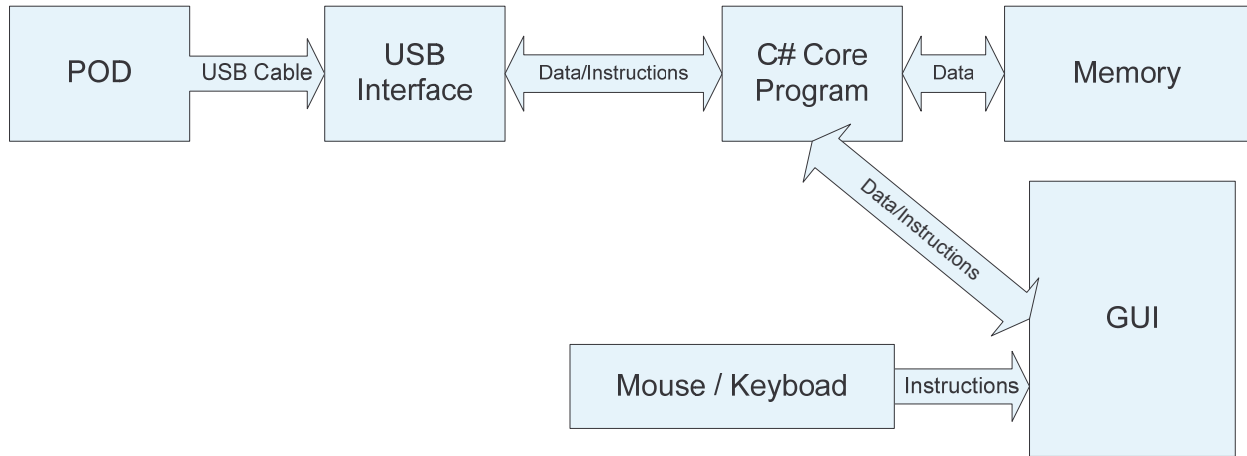 POD
USB Cable
USB
Interface
Data/Instructions
C# Core
Program
Data
Memory
Data/Instructions
GUI
Mouse / Keyboad
Instructions